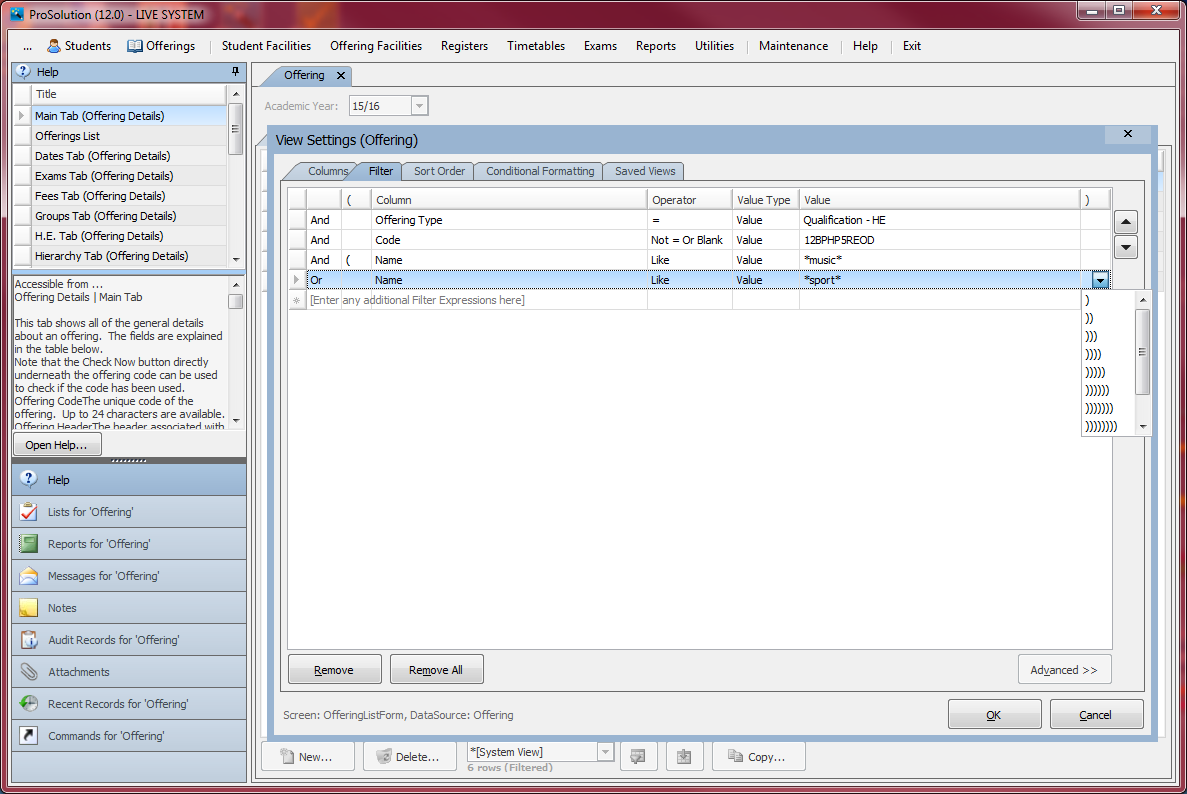 ProSolution (12.0) - LIVE SYSTEM
... Students Offerings Student Facilities Offering Facilities Registers Timetables Exams Reports Utilities Maintenance Help Exit
Help
Title
Main Tab (Offering Details)
Offerings List
Dates Tab (Offering Details)
Exams Tab (Offering Details)
Fees Tab (Offering Details)
Groups Tab (Offering Details)
H.E. Tab (Offering Details)
Hierarchy Tab (Offering Details)
Accessible from ...
Offering Details | Main Tab
This tab shows all of the general details
about an offering. The fields are explained
in the table below.
Note that the Check Now button directly
underneath the offering code can be used
to check if the code has been used.
Offering CodeThe unique code of the
offering. Up to 24 characters are available.
Offering HeaderThe header associated with
Open Help...
Help
Lists for 'Offering'
Reports for 'Offering'
Messages for 'Offering'
Notes
Audit Records for 'Offering'
Attachments
Recent Records for 'Offering'
Commands for 'Offering'
Offering
Academic Year: 15/16
View Settings (Offering)
Columns Filter Sort Order Conditional Formatting Saved Views
( Column Operator Value Type Value )
And Offering Type = Value Qualification - HE
And Code Not = Or Blank Value 12BPHP5REOD
And ( Name Like Value *music*
Or Name Like Value *sport*
[Enter any additional Filter Expressions here]
)
))
)))
))))
)))))
))))))
)))))))
))))))))
Remove Remove All Advanced >>
Screen: OfferingListForm, DataSource: Offering
OK Cancel
New... Delete... *[System View] Copy...
6 rows (Filtered)